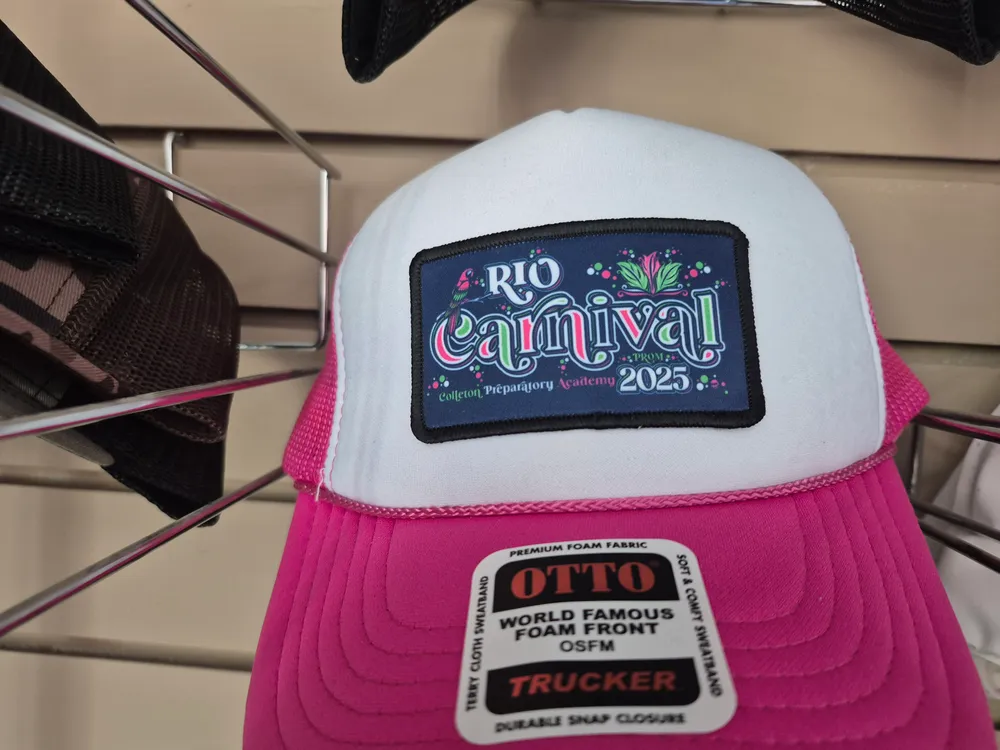 RIO
Carnival
PROM
Colleton Preparatory Academy 2025
PREMIUM FOAM FABRIC
OTTO®
WORLD FAMOUS
FOAM FRONT
OSFM
TRUCKER
DURABLE SNAP CLOSURE
TERRY CLOTH SWEATBAND
SOFT & COMFY SWEATBAND